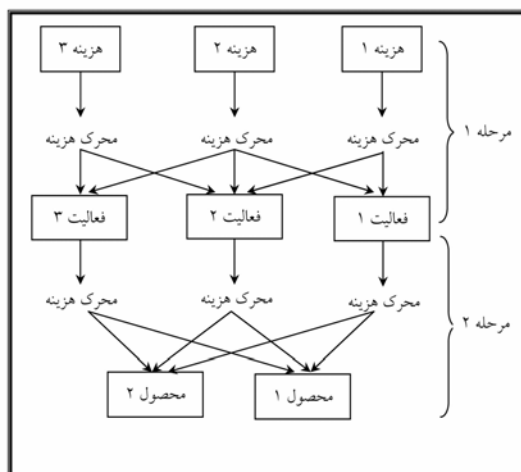 هزینه ۱ هزینه ۲ هزینه ۳
مرحله ۱
محرک هزینه محرک هزینه محرک هزینه
فعالیت ۱ فعالیت ۲ فعالیت ۳
محرک هزینه محرک هزینه محرک هزینه
مرحله ۲
محصول ۱ محصول ۲